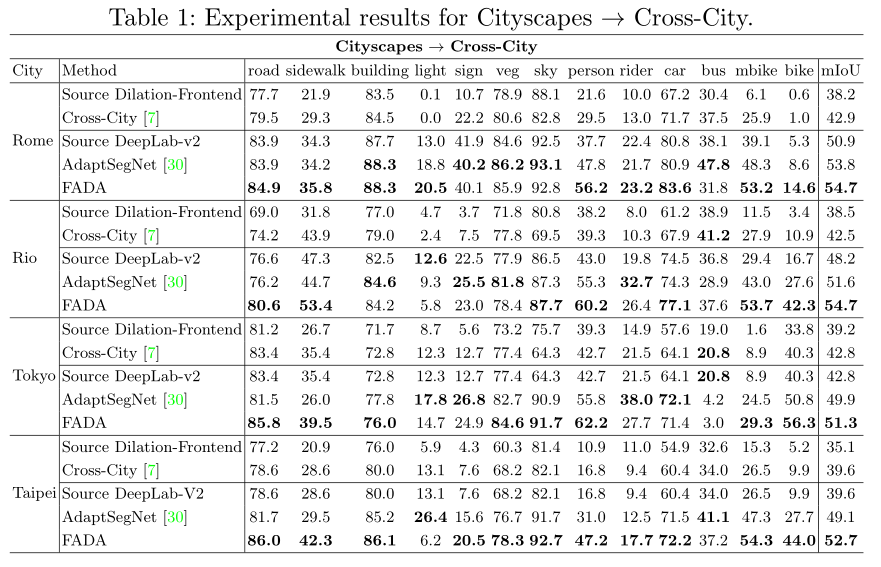 Table 1: Experimental results for Cityscapes → Cross-City.
Cityscapes → Cross-City
City Method road sidewalk building light sign veg sky person rider car bus mbike bike mIoU
Source Dilation-Frontend 77.7 21.9 83.5 0.1 10.7 78.9 88.1 21.6 10.0 67.2 30.4 6.1 0.6 38.2
Cross-City [7] 79.5 29.3 84.5 0.0 22.2 80.6 82.8 29.5 13.0 71.7 37.5 25.9 1.0 42.9
Rome Source DeepLab-v2 83.9 34.3 87.7 13.0 41.9 84.6 92.5 37.7 22.4 80.8 38.1 39.1 5.3 50.9
AdaptSegNet [30] 83.9 34.2 88.3 18.8 40.2 86.2 93.1 47.8 21.7 80.9 47.8 48.3 8.6 53.8
FADA 84.9 35.8 88.3 20.5 40.1 85.9 92.8 56.2 23.2 83.6 31.8 53.2 14.6 54.7
Source Dilation-Frontend 69.0 31.8 77.0 4.7 3.7 71.8 80.8 38.2 8.0 61.2 38.9 11.5 3.4 38.5
Cross-City [7] 74.2 43.9 79.0 2.4 7.5 77.8 69.5 39.3 10.3 67.9 41.2 27.9 10.9 42.5
Rio Source DeepLab-v2 76.6 47.3 82.5 12.6 22.5 77.9 86.5 43.0 19.8 74.5 36.8 29.4 16.7 48.2
AdaptSegNet [30] 76.2 44.7 84.6 9.3 25.5 81.8 87.3 55.3 32.7 74.3 28.9 43.0 27.6 51.6
FADA 80.6 53.4 84.2 5.8 23.0 78.4 87.7 60.2 26.4 77.1 37.6 53.7 42.3 54.7
Source Dilation-Frontend 81.2 26.7 71.7 8.7 5.6 73.2 75.7 39.3 14.9 57.6 19.0 1.6 33.8 39.2
Cross-City [7] 83.4 35.4 72.8 12.3 12.7 77.4 64.3 42.7 21.5 64.1 20.8 8.9 40.3 42.8
Tokyo Source DeepLab-v2 83.4 35.4 72.8 12.3 12.7 77.4 64.3 42.7 21.5 64.1 20.8 8.9 40.3 42.8
AdaptSegNet [30] 81.5 26.0 77.8 17.8 26.8 82.7 90.9 55.8 38.0 72.1 4.2 24.5 50.8 49.9
FADA 85.8 39.5 76.0 14.7 24.9 84.6 91.7 62.2 27.7 71.4 3.0 29.3 56.3 51.3
Source Dilation-Frontend 77.2 20.9 76.0 5.9 4.3 60.3 81.4 10.9 11.0 54.9 32.6 15.3 5.2 35.1
Cross-City [7] 78.6 28.6 80.0 13.1 7.6 68.2 82.1 16.8 9.4 60.4 34.0 26.5 9.9 39.6
Taipei Source DeepLab-V2 78.6 28.6 80.0 13.1 7.6 68.2 82.1 16.8 9.4 60.4 34.0 26.5 9.9 39.6
AdaptSegNet [30] 81.7 29.5 85.2 26.4 15.6 76.7 91.7 31.0 12.5 71.5 41.1 47.3 27.7 49.1
FADA 86.0 42.3 86.1 6.2 20.5 78.3 92.7 47.2 17.7 72.2 37.2 54.3 44.0 52.7